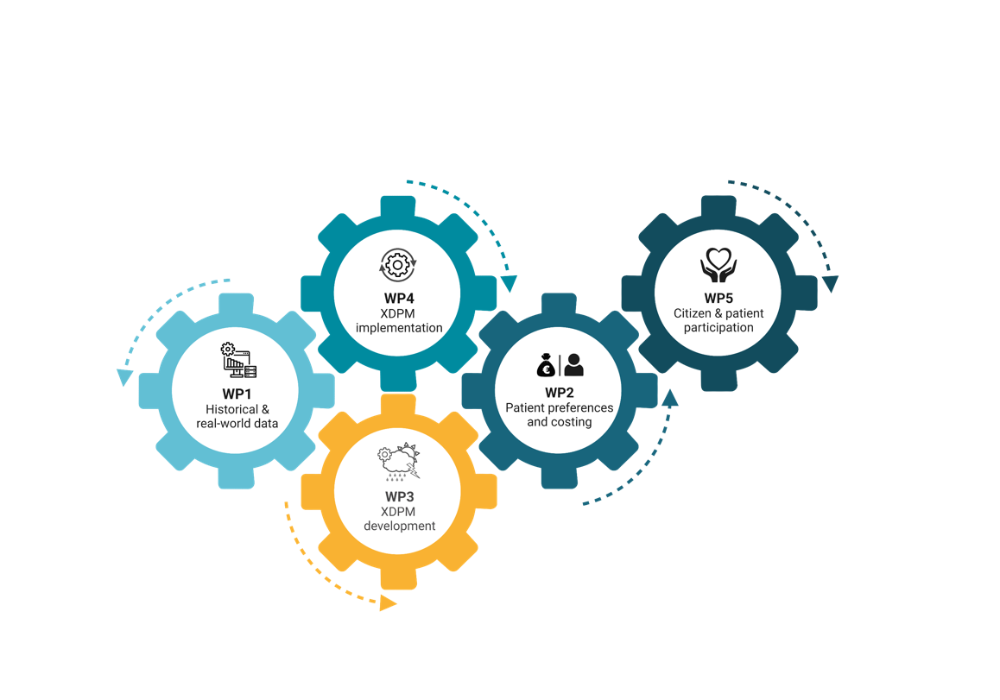 WP4
XDPM
implementation
WP5
Citizen & patient
participation
WP1
Historical &
real-world data
€
WP2
Patient preferences
and costing
WP3
XDPM
development